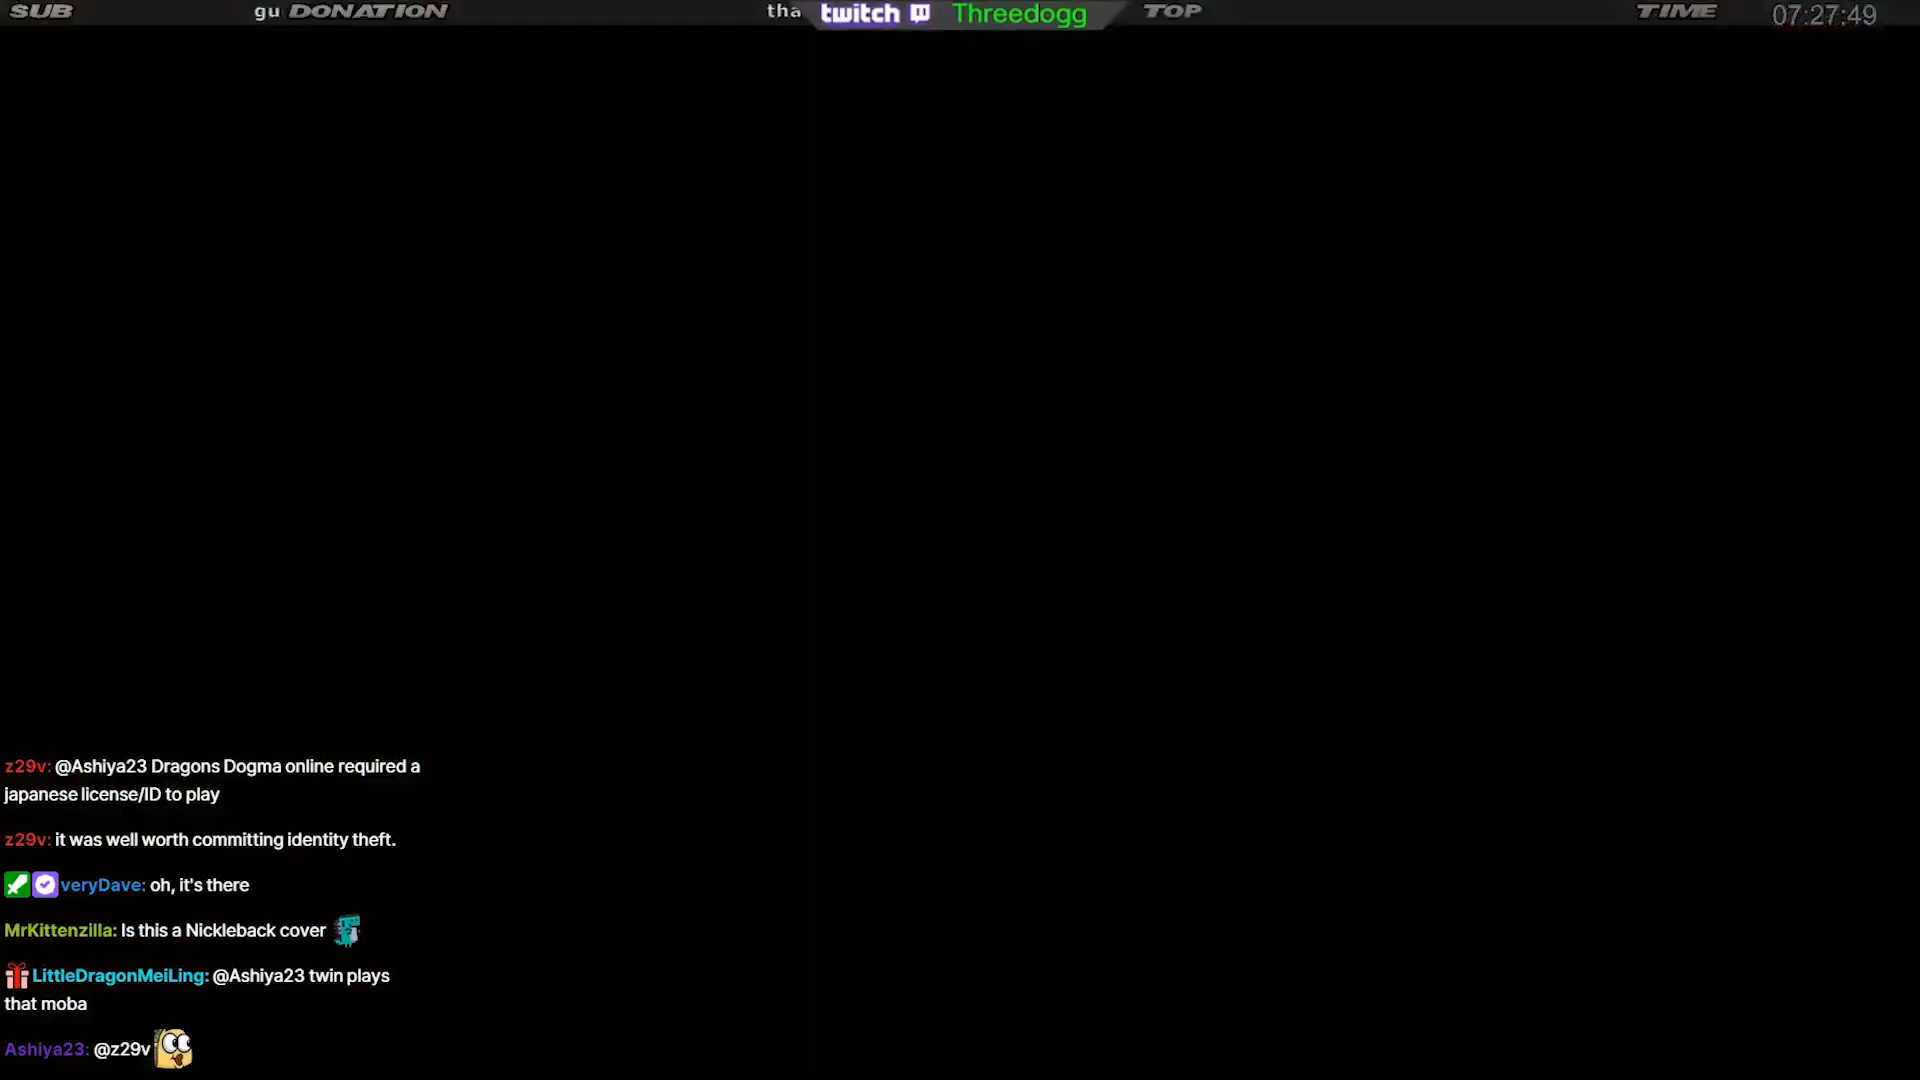 SUB gu DONATION tha twitch Threedogg TOP TIME 07:27:49
z29v: @Ashiya23 Dragons Dogma online required a
japanese license/ID to play
z29v: it was well worth committing identity theft.
veryDave: oh, it's there
MrKittenzilla: Is this a Nickleback cover
LittleDragonMeiLing: @Ashiya23 twin plays
that moba
Ashiya23: @z29v